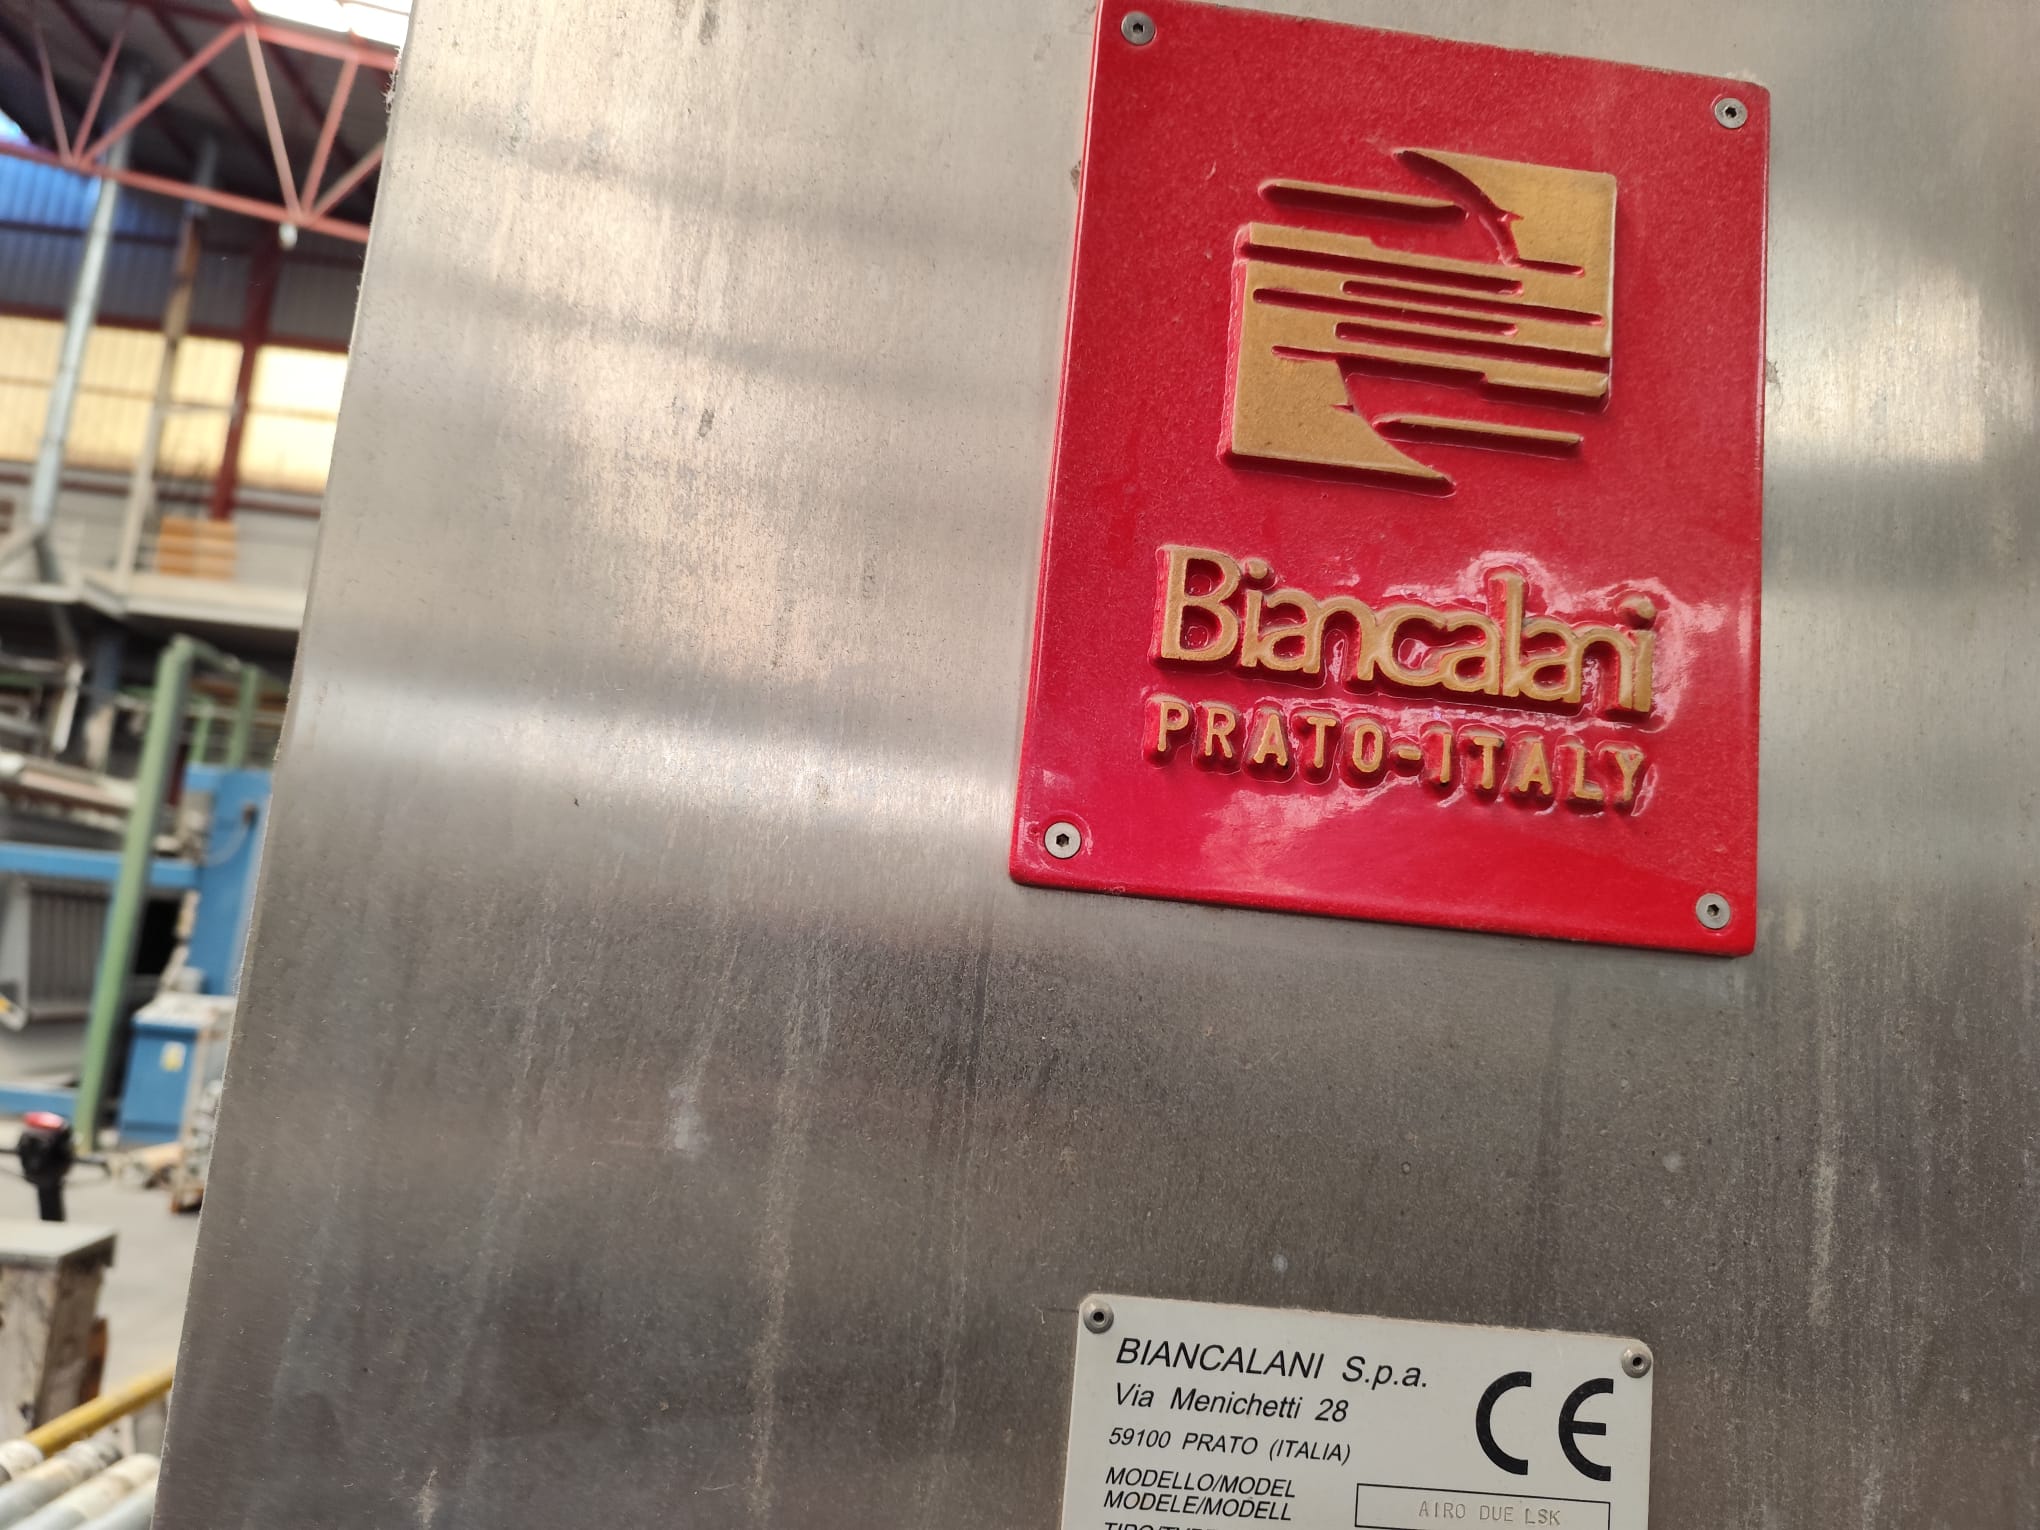 Biancalani
PRATO-ITALY
BIANCALANI S.p.a.
Via Menichetti 28
59100 PRATO (ITALIA)
CE
MODELLO/MODEL
MODELE/MODELL
AIRO DUE LSK